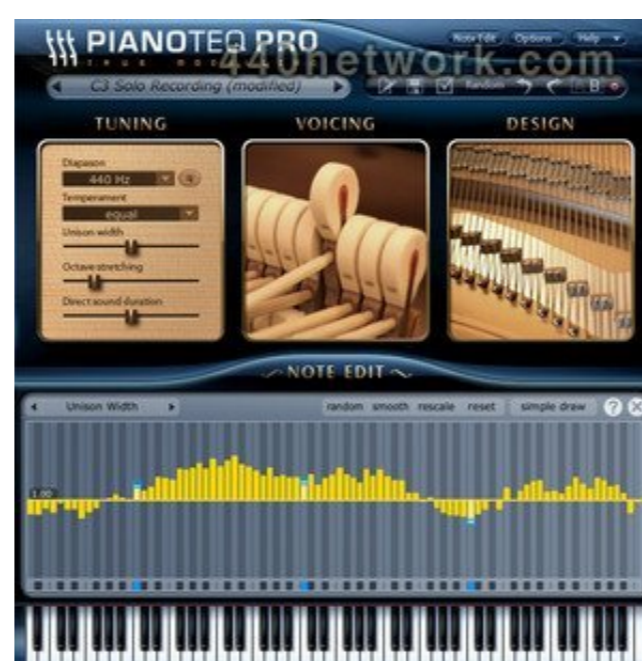 PIANOTEQ PRO
TRUE MODELLING
Note Edit Options Help
440network.com
C3 Solo Recording (modified)
Random B
TUNING VOICING DESIGN
Diapason
440 Hz
Temperament
equal
Unison width
Octave stretching
Direct sound duration
NOTE EDIT
Unison Width random smooth rescale reset simple draw ?
1.00